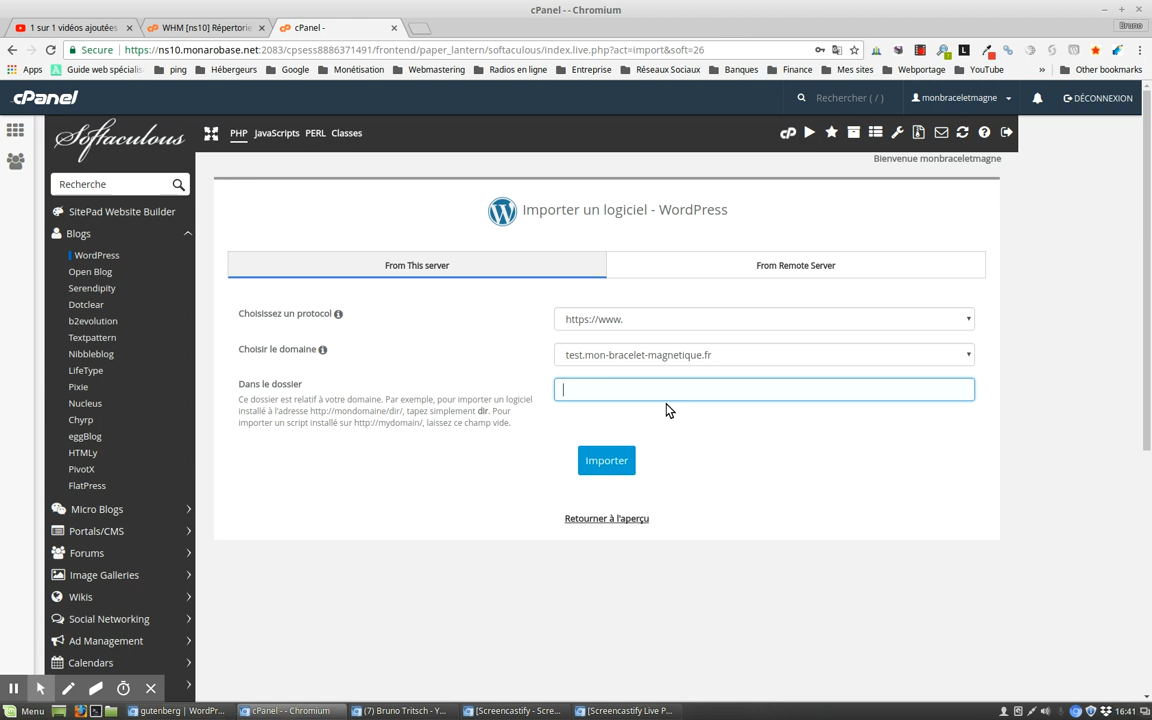 cPanel - - Chromium
1 sur 1 vidéos ajoutées
WHM [ns10] Répertorie
cPanel -
Bruno
Secure https://ns10.monarobase.net:2083/cpsess8886371491/frontend/paper_lantern/softaculous/index.live.php?act=import&soft=26
Apps
Guide web spécialis
ping
Hébergeurs
Google
Monétisation
Webmastering
Radios en ligne
Entreprise
Réseaux Sociaux
Banques
Finance
Mes sites
Webportage
YouTube
»
Other bookmarks
cPanel
Rechercher ( / )
monbraceletmagne
DÉCONNEXION
Softaculous
PHP JavaScripts PERL Classes
Bienvenue monbraceletmagne
Recherche
SitePad Website Builder
Blogs
WordPress
Open Blog
Serendipity
Dotclear
b2evolution
Textpattern
Nibbleblog
LifeType
Pixie
Nucleus
Chyrp
eggBlog
HTMLy
PivotX
FlatPress
Micro Blogs
Portals/CMS
Forums
Image Galleries
Wikis
Social Networking
Ad Management
Calendars
Importer un logiciel - WordPress
From This server
From Remote Server
Choisissez un protocol
https://www.
Choisir le domaine
test.mon-bracelet-magnetique.fr
Dans le dossier
Ce dossier est relatif à votre domaine. Par exemple, pour importer un logiciel
installé à l'adresse http://mondomaine/dir/, tapez simplement dir. Pour
importer un script installé sur http://mydomain/, laissez ce champ vide.
Importer
Retourner à l'aperçu
Menu
gutenberg | WordPr...
cPanel - - Chromium
(7) Bruno Tritsch - Y...
[Screencastify - Scre...
[Screencastify Live P...
16:41